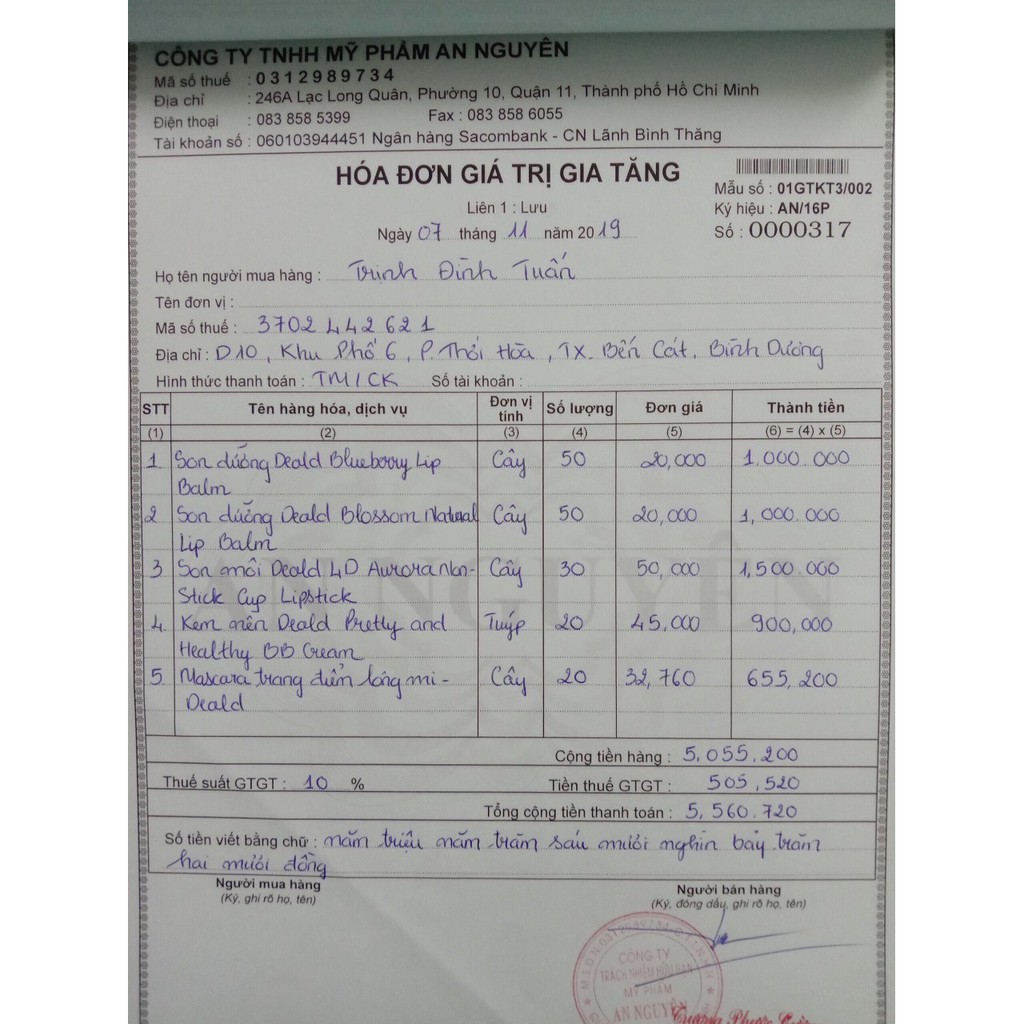 CÔNG TY TNHH MỸ PHẨM AN NGUYÊN
Mã số thuế : 0312989734
Địa chỉ : 246A Lạc Long Quân, Phường 10, Quận 11, Thành phố Hồ Chí Minh
Điện thoại : 083 858 5399 Fax : 083 858 6055
Tài khoản số : 060103944451 Ngân hàng Sacombank - CN Lãnh Bình Thăng
HÓA ĐƠN GIÁ TRỊ GIA TĂNG
Mẫu số : 01GTKT3/002
Liên 1 : Lưu
Ký hiệu : AN/16P
Ngày 07 tháng 11 năm 2019
Số : 0000317
Họ tên người mua hàng : Trịnh Đình Tuấn
Tên đơn vị :
Mã số thuế : 3702442621
Địa chỉ : D10, Khu Phố 6, P. Thới Hòa, TX. Bến Cát, Bình Dương
Hình thức thanh toán : TM/CK Số tài khoản :
STT Tên hàng hóa, dịch vụ Đơn vị tính Số lượng Đơn giá Thành tiền
(1) (2) (3) (4) (5) (6) = (4) x (5)
1. Son dưỡng Deald Blueberry Lip Cây 50 20,000 1.000.000
Balm
2 Son dưỡng Deald Blossom Natural Cây 50 20,000 1,000.000
Lip Balm
3 Son môi Deald 4D Aurora Non- Cây 30 50,000 1,500.000
Stick Cup Lipstick
4. Kem nền Deald Pretty and Tuýp 20 45,000 900,000
Healthy BB Cream
5. Mascara trang điểm lông mi - Cây 20 32,760 655,200
Deald
AN NGUYÊN
Cộng tiền hàng : 5,055,200
Thuế suất GTGT : 10 % Tiền thuế GTGT : 505,520
Tổng cộng tiền thanh toán : 5,560.720
Số tiền viết bằng chữ : năm triệu năm trăm sáu mươi nghìn bảy trăm
hai mươi đồng
Người mua hàng Người bán hàng
(Ký, ghi rõ họ, tên) (Ký, đóng dấu, ghi rõ họ, tên)
M.S.D.N:0312989734-C.T.T.N.H.H
CÔNG TY
TRÁCH NHIỆM HỮU HẠN
MỸ PHẨM
AN NGUYÊN